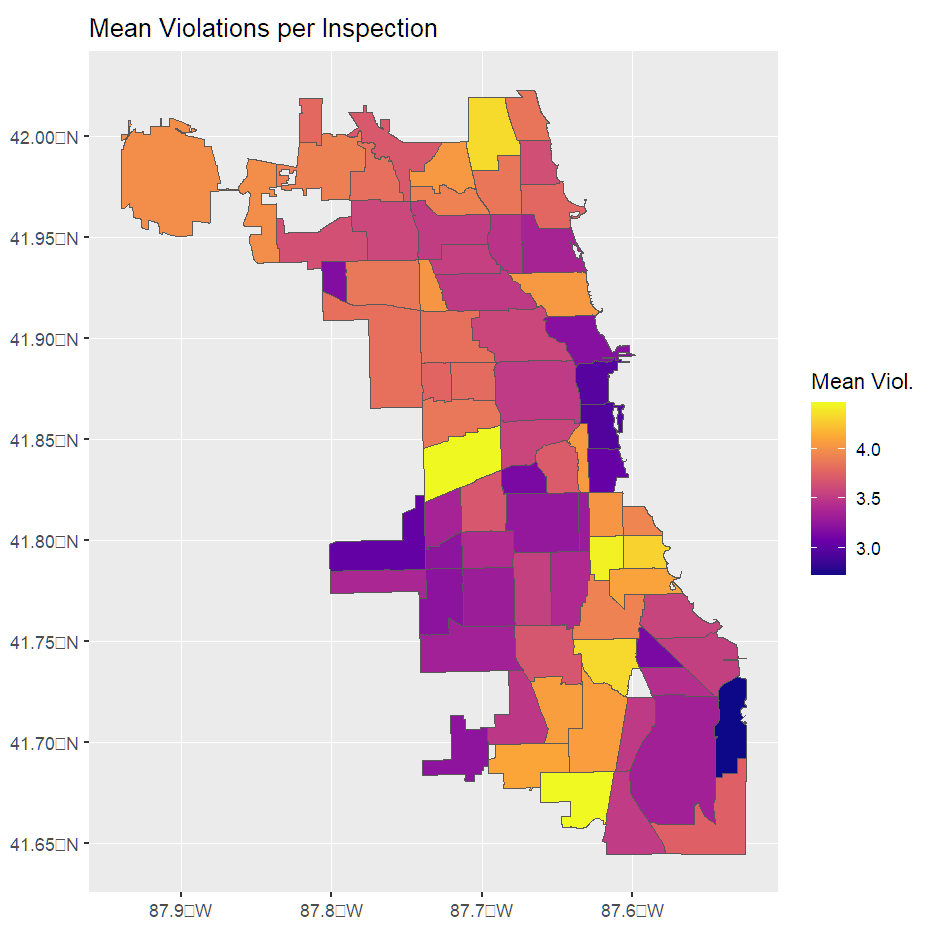 Mean Violations per Inspection
42.00□N
41.95□N
41.90□N
41.85□N
41.80□N
41.75□N
41.70□N
41.65□N
87.9□W
87.8□W
87.7□W
87.6□W
Mean Viol.
4.0
3.5
3.0